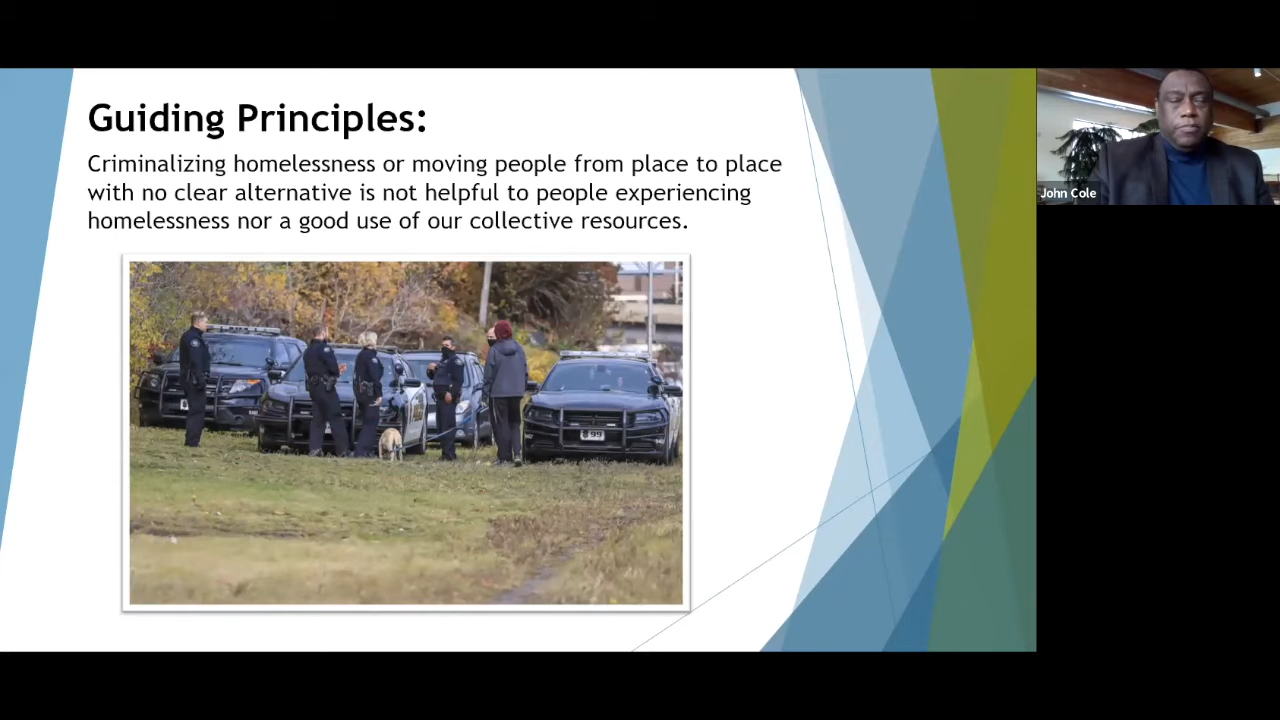 Guiding Principles:
Criminalizing homelessness or moving people from place to place
with no clear alternative is not helpful to people experiencing
homelessness nor a good use of our collective resources.
John Cole
99